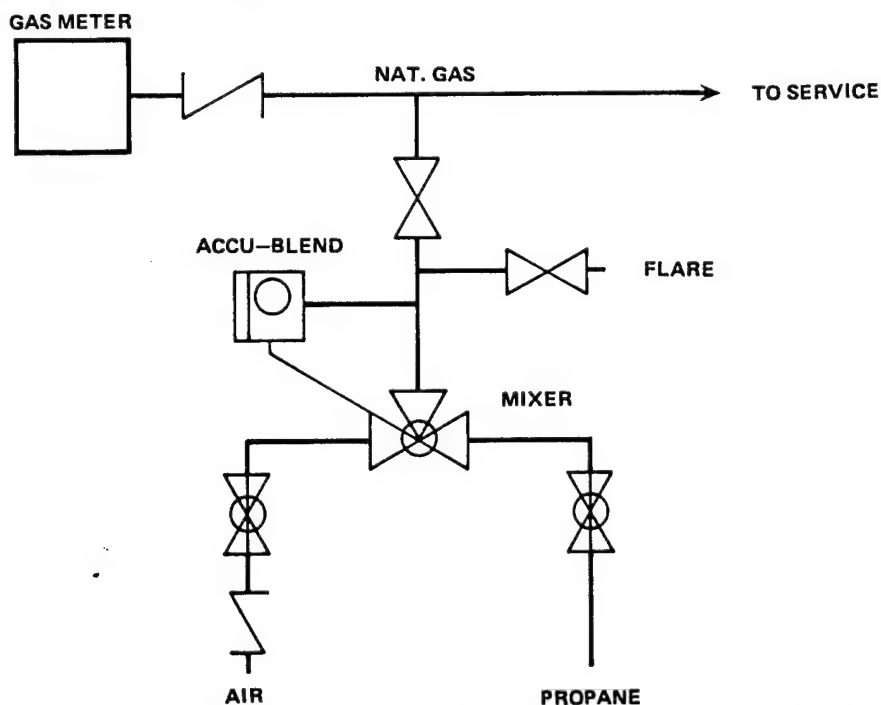 GAS METER
NAT. GAS
TO SERVICE
ACCU–BLEND
FLARE
MIXER
AIR
PROPANE